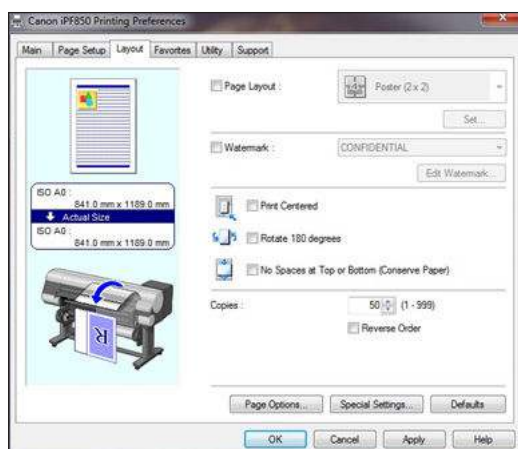 Canon iPF850 Printing Preferences
Main Page Setup Layout Favorites Utility Support
Page Layout : Poster (2 x 2)
Set...
Watermark : CONFIDENTIAL
Edit Watermark...
ISO A0 :
841.0 mm x 1189.0 mm
Actual Size
ISO A0 :
841.0 mm x 1189.0 mm
Print Centered
Rotate 180 degrees
No Spaces at Top or Bottom (Conserve Paper)
Copies : 50 (1 - 999)
Reverse Order
R
Page Options... Special Settings... Defaults
OK Cancel Apply Help